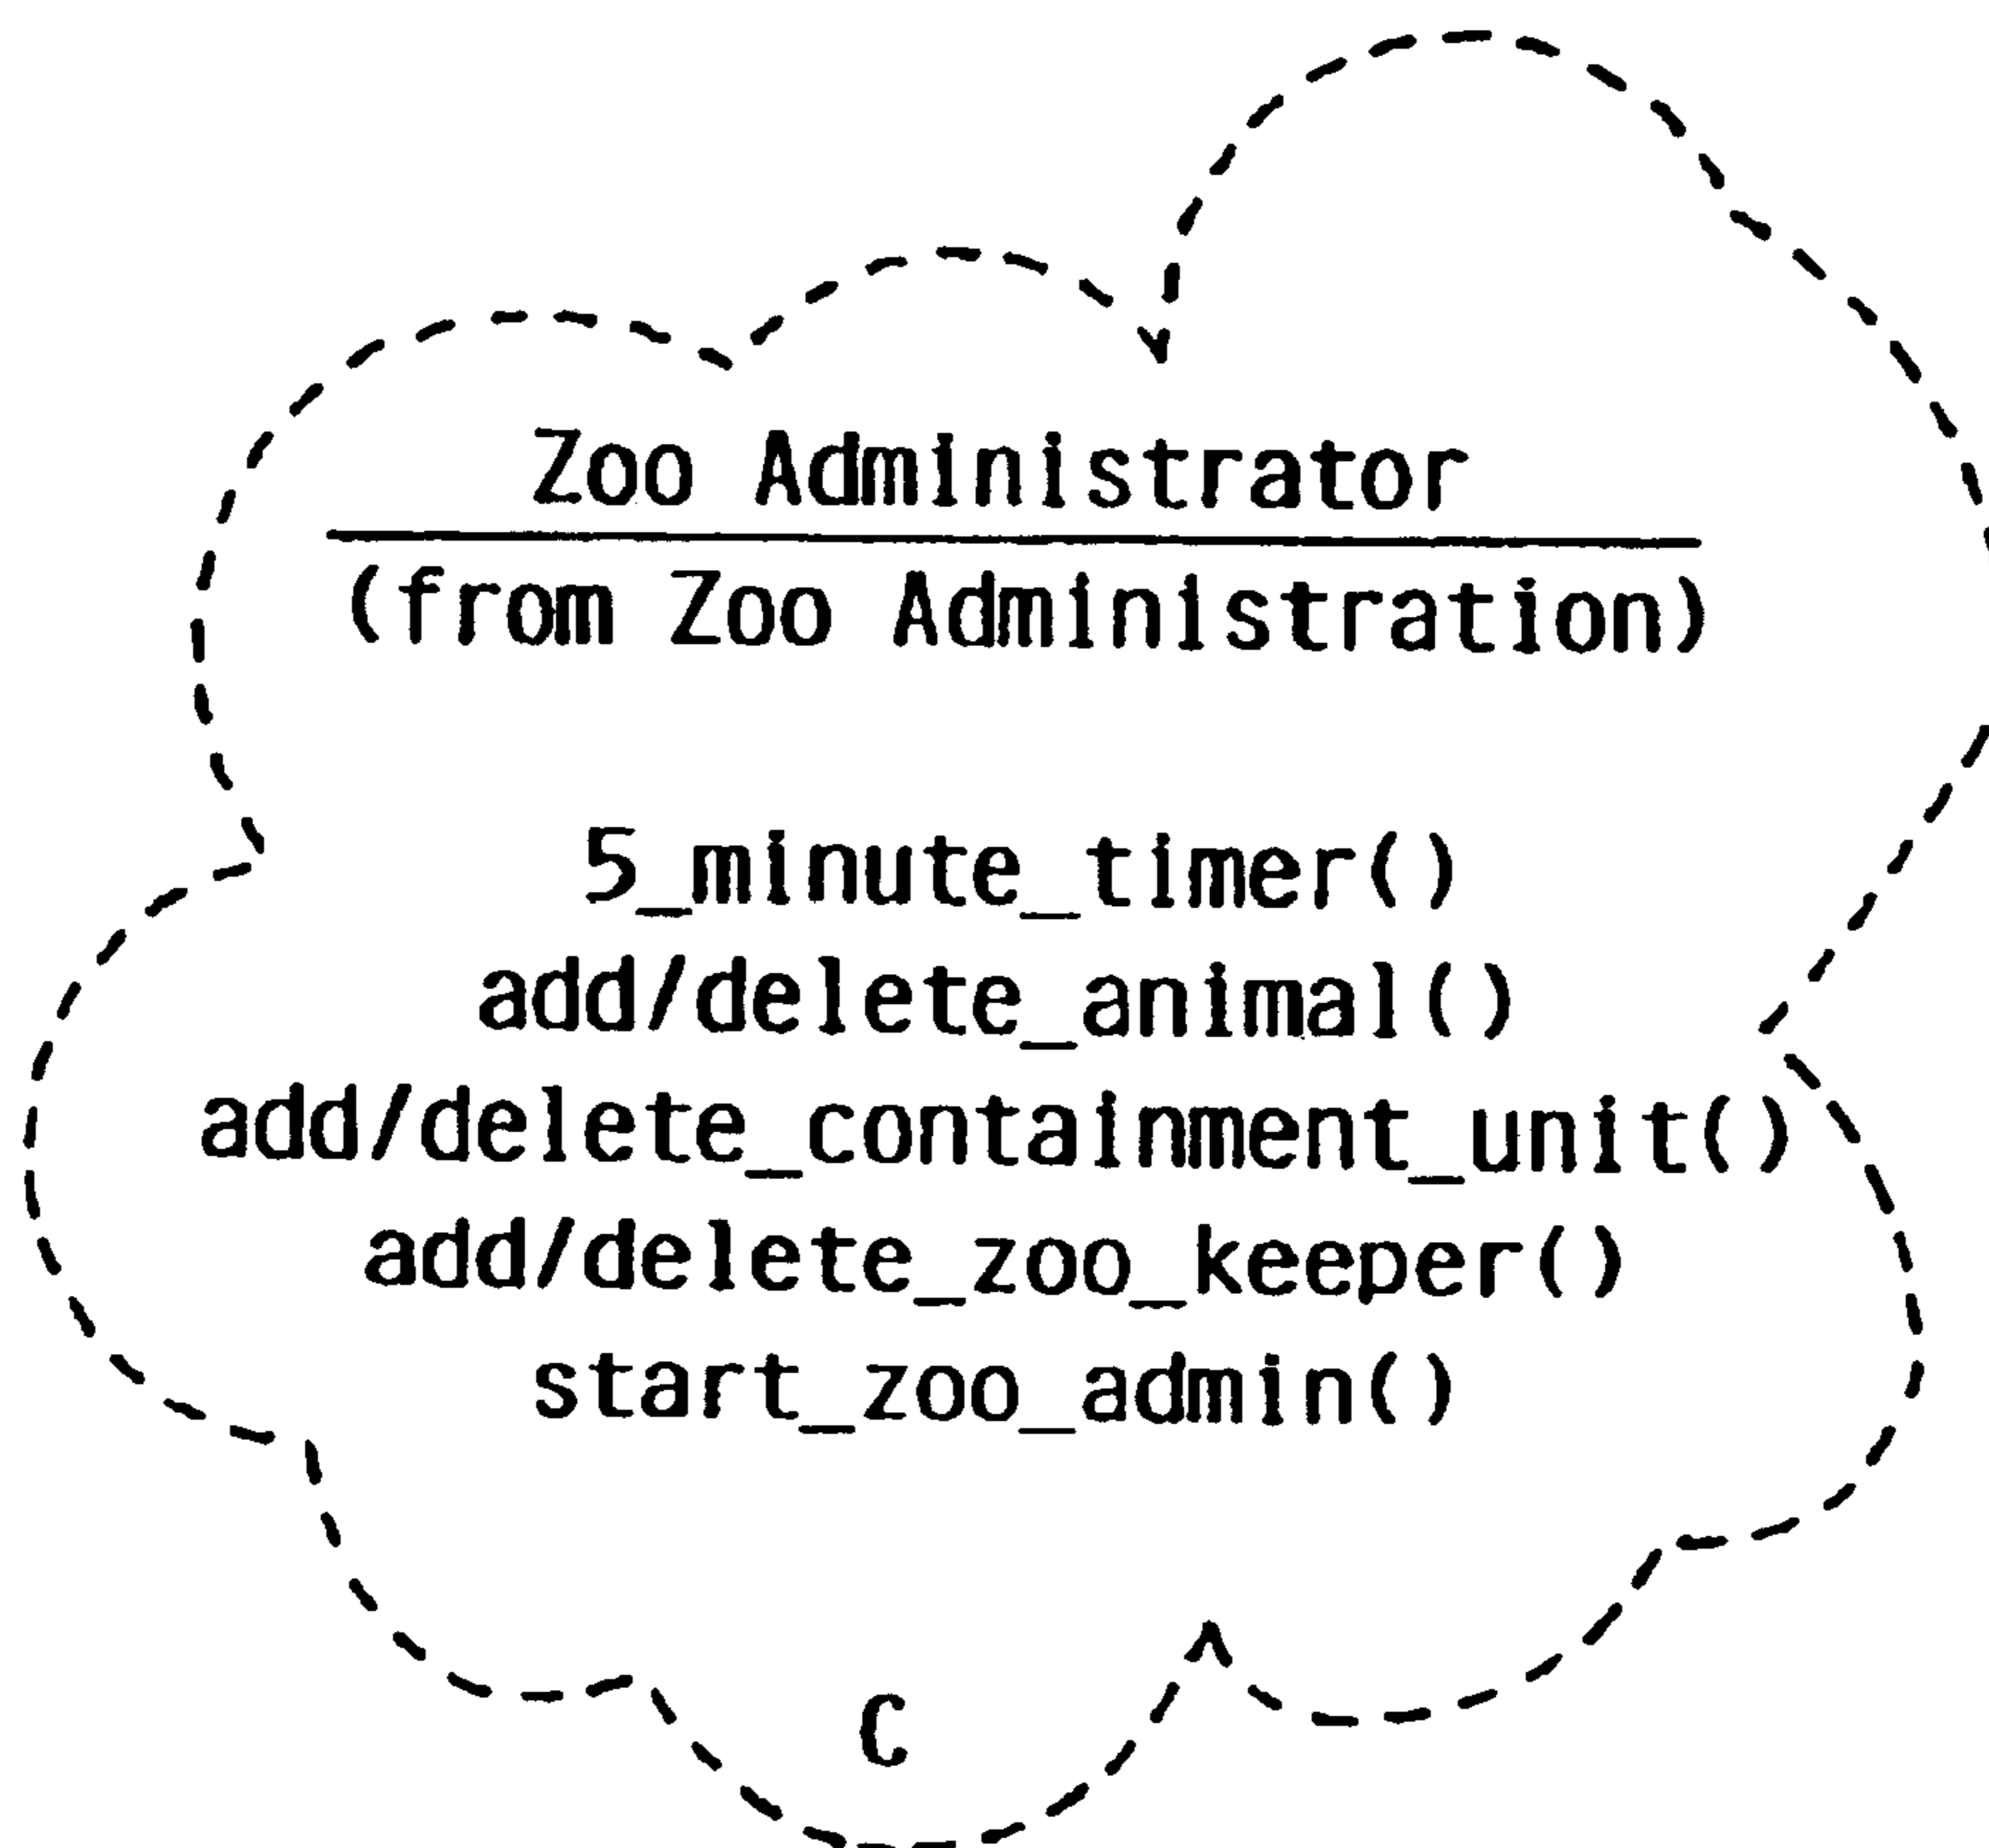 Zoo Administrator
(from Zoo Administration)
5_minute_timer()
add/delete_animal()
add/delete_containment_unit()
add/delete_zoo_keeper()
start_zoo_admin()
C